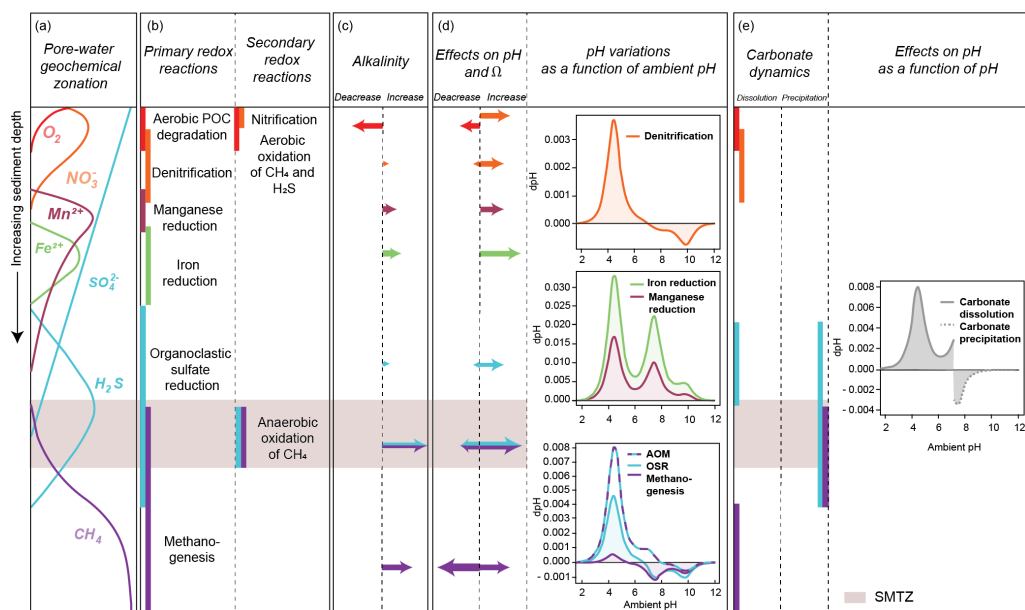 (a)
Pore-water
geochemical
zonation
(b)
Primary redox
reactions
Secondary
redox
reactions
(c)
Alkalinity
Deacrease
Increase
(d)
Effects on pH
and Ω
Decrease
Increase
pH variations
as a function of ambient pH
(e)
Carbonate
dynamics
Dissolution
Precipitation
Effects on pH
as a function of pH
Increasing sediment depth
O₂
NO₃⁻
Mn²⁺
Fe²⁺
SO₄²⁻
H₂S
CH₄
Aerobic POC
degradation
Denitrification
Manganese
reduction
Iron
reduction
Organoclastic
sulfate
reduction
Methano-
genesis
Nitrification
Aerobic
oxidation
of CH₄ and
H₂S
Anaerobic
oxidation
of CH₄
0.003
0.002
0.001
0.000
dpH
Denitrification
2 4 6 8 10 12
0.030
0.020
0.015
0.010
0.005
0.000
dpH
Iron reduction
Manganese
reduction
2 4 6 8 10 12
0.008
0.007
0.006
0.005
0.004
0.003
0.002
0.001
0.000
- 0.001
dpH
AOM
OSR
Methano-
genesis
2 4 6 8 10 12
Ambient pH
0.008
0.006
0.004
0.002
0.000
- 0.002
- 0.004
dpH
Carbonate
dissolution
Carbonate
precipitation
2 4 6 8 10 12
Ambient pH
SMTZ